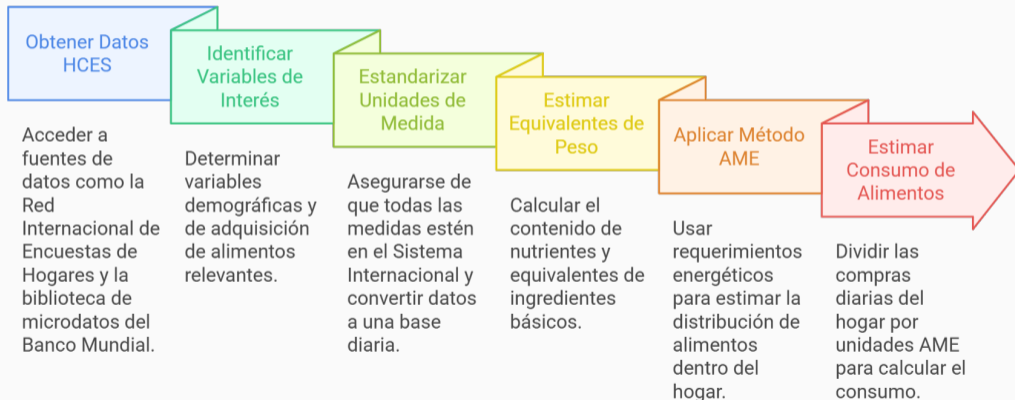 Obtener Datos
HCES
Acceder a
fuentes de
datos como la
Red
Internacional de
Encuestas de
Hogares y la
biblioteca de
microdatos del
Banco Mundial.
Identificar
Variables de
Interés
Determinar
variables
demográficas y
de adquisición
de alimentos
relevantes.
Estandarizar
Unidades de
Medida
Asegurarse de
que todas las
medidas estén
en el Sistema
Internacional y
convertir datos
a una base
diaria.
Estimar
Equivalentes de
Peso
Calcular el
contenido de
nutrientes y
equivalentes de
ingredientes
básicos.
Aplicar Método
AME
Usar
requerimientos
energéticos
para estimar la
distribución de
alimentos
dentro del
hogar.
Estimar
Consumo de
Alimentos
Dividir las
compras
diarias del
hogar por
unidades AME
para calcular el
consumo.